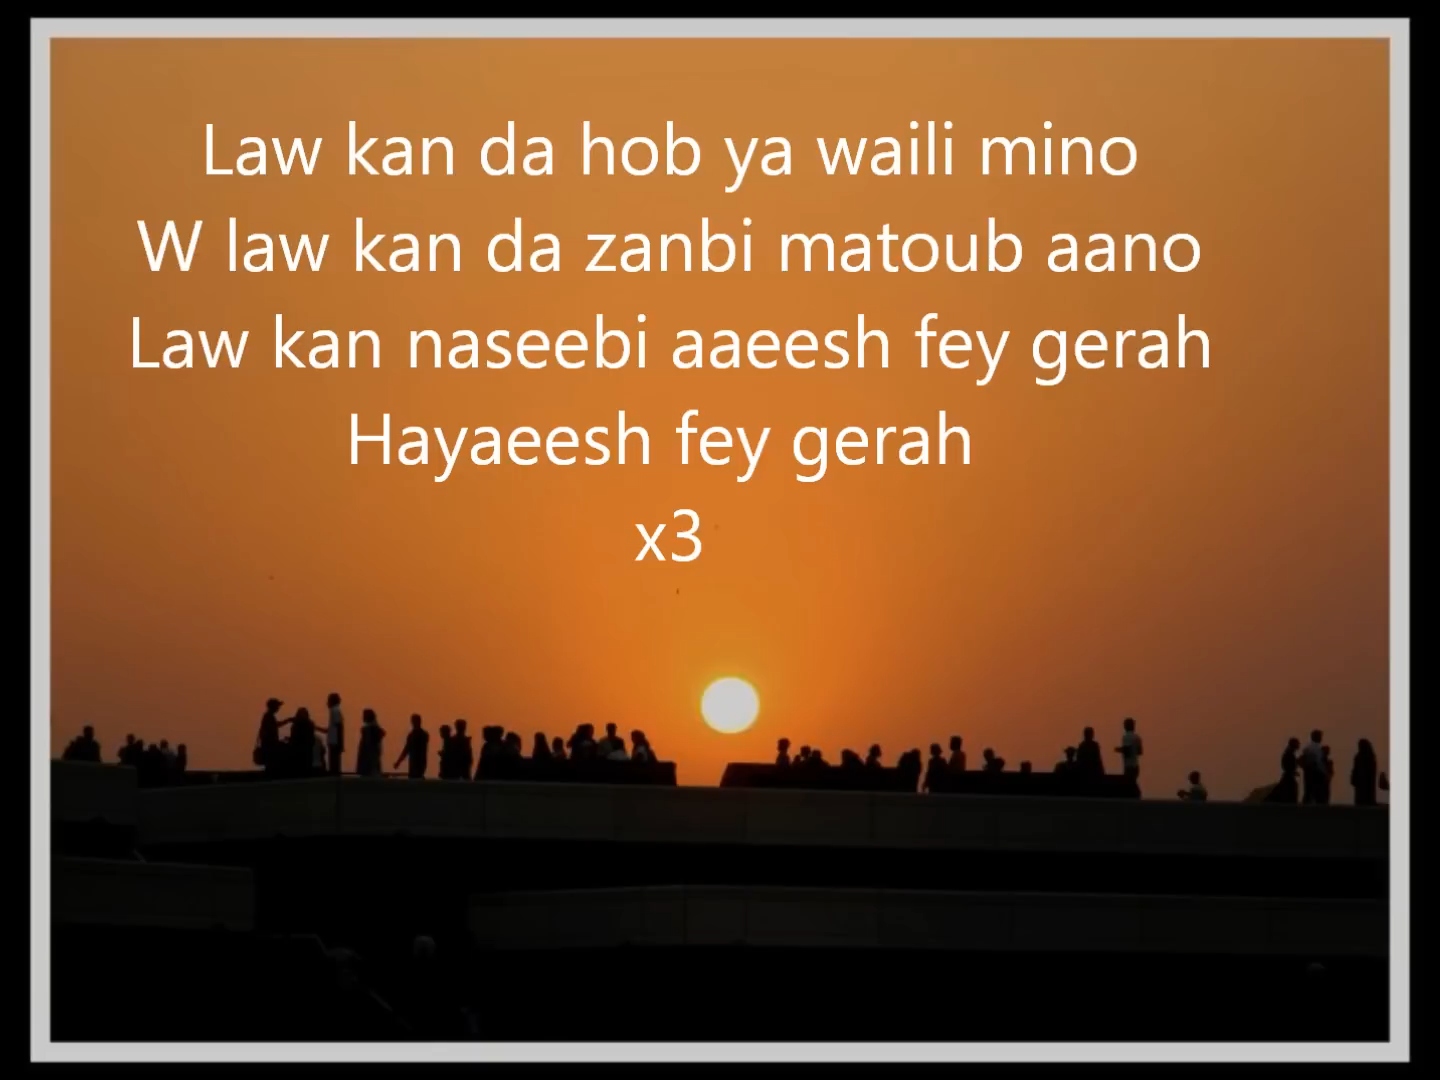 Law kan da hob ya waili mino
W law kan da zanbi matoub aano
Law kan naseebi aaeesh fey gerah
Hayaeesh fey gerah
x3